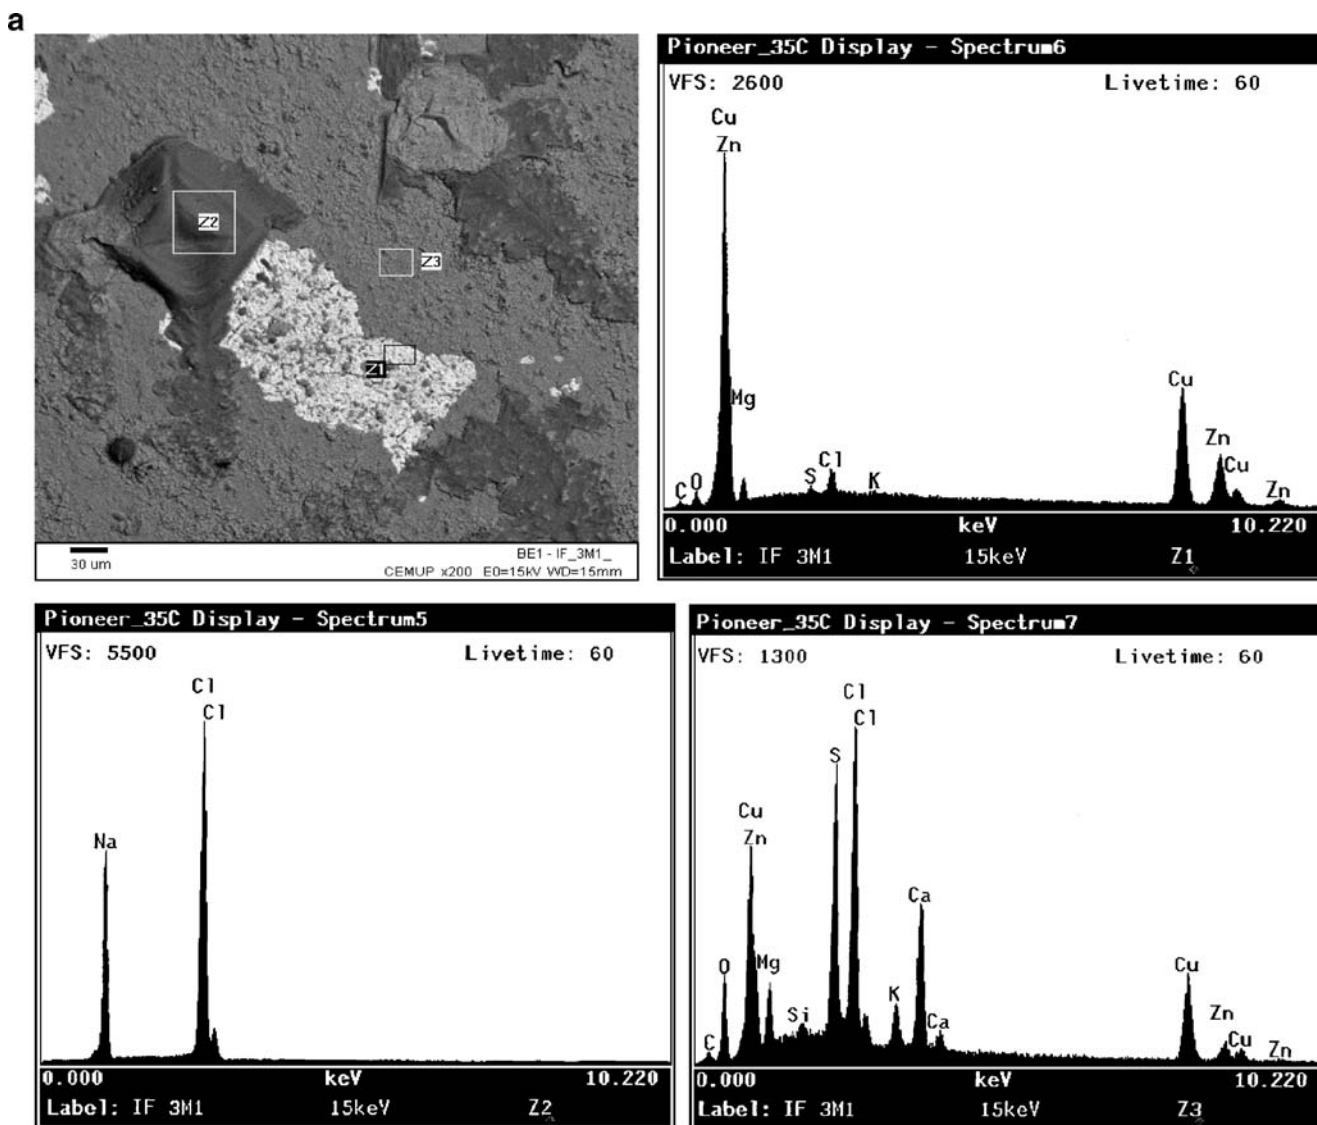 a
Z2
Z3
Z1
30 um
BE1 - IF_3M1_
CEMUP x200 E0=15kV WD=15mm
Pioneer_35C Display - Spectrum6
VFS: 2600 Livetime: 60
Cu
Zn
Mg
C
O
S
Cl
K
Cu
Zn
Cu
Zn
0.000 keV 10.220
Label: IF 3M1 15keV Z1
Pioneer_35C Display - Spectrum5
VFS: 5500 Livetime: 60
Cl
Cl
Na
0.000 keV 10.220
Label: IF 3M1 15keV Z2
Pioneer_35C Display - Spectrum7
VFS: 1300 Livetime: 60
Cl
Cl
S
Cu
Zn
Ca
O
Mg
Si
K
Ca
C
Cu
Zn
Cu
Zn
0.000 keV 10.220
Label: IF 3M1 15keV Z3